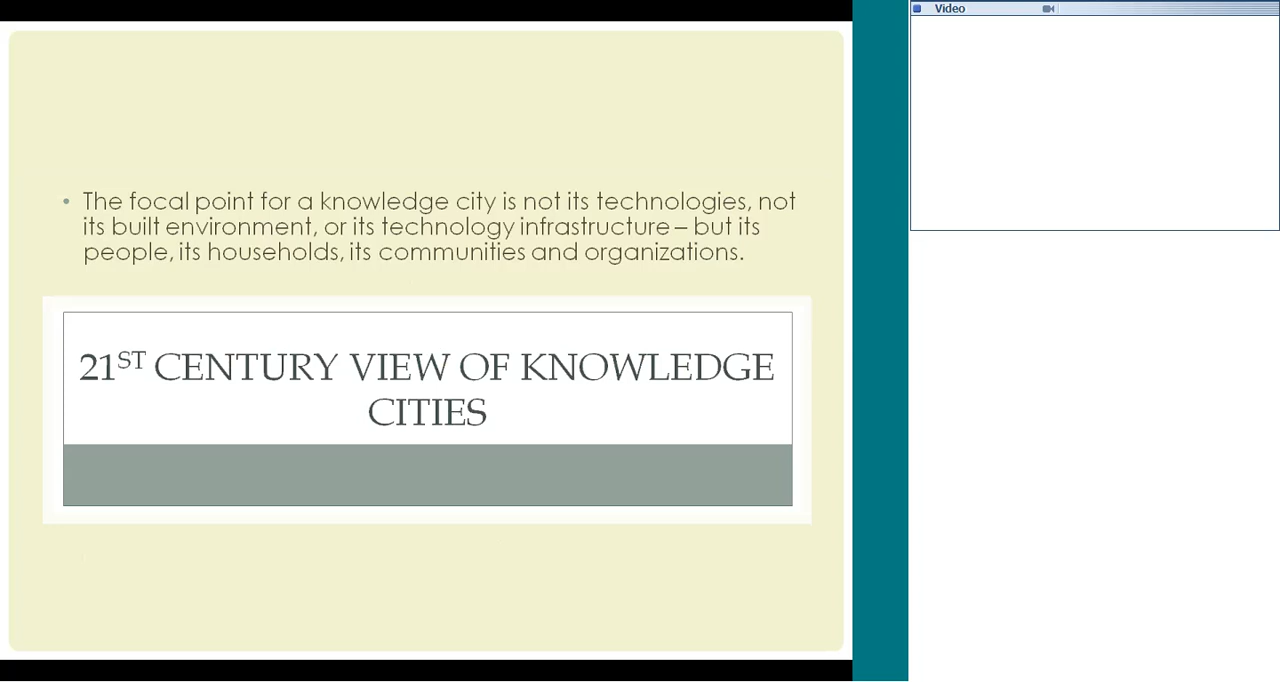 Video
• The focal point for a knowledge city is not its technologies, not
its built environment, or its technology infrastructure – but its
people, its households, its communities and organizations.
21ST CENTURY VIEW OF KNOWLEDGE
CITIES